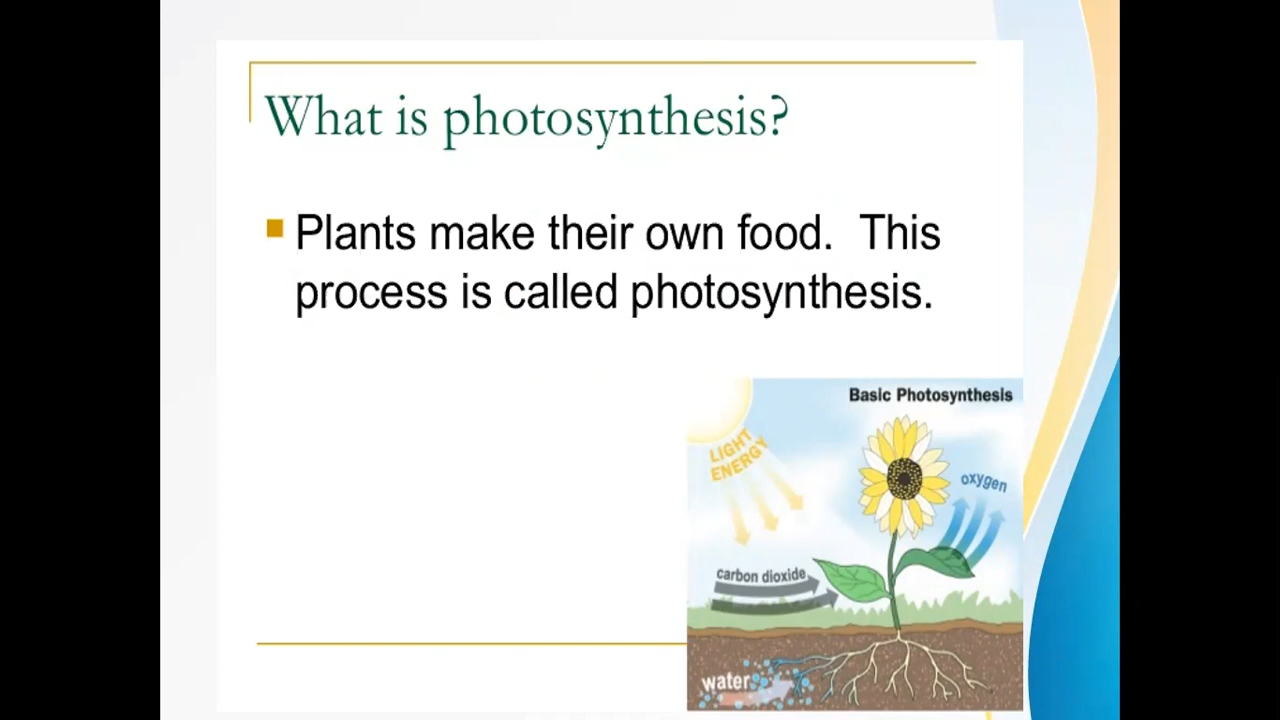 What is photosynthesis?
Plants make their own food.  This
process is called photosynthesis.
Basic Photosynthesis
LIGHT
ENERGY
oxygen
carbon dioxide
water